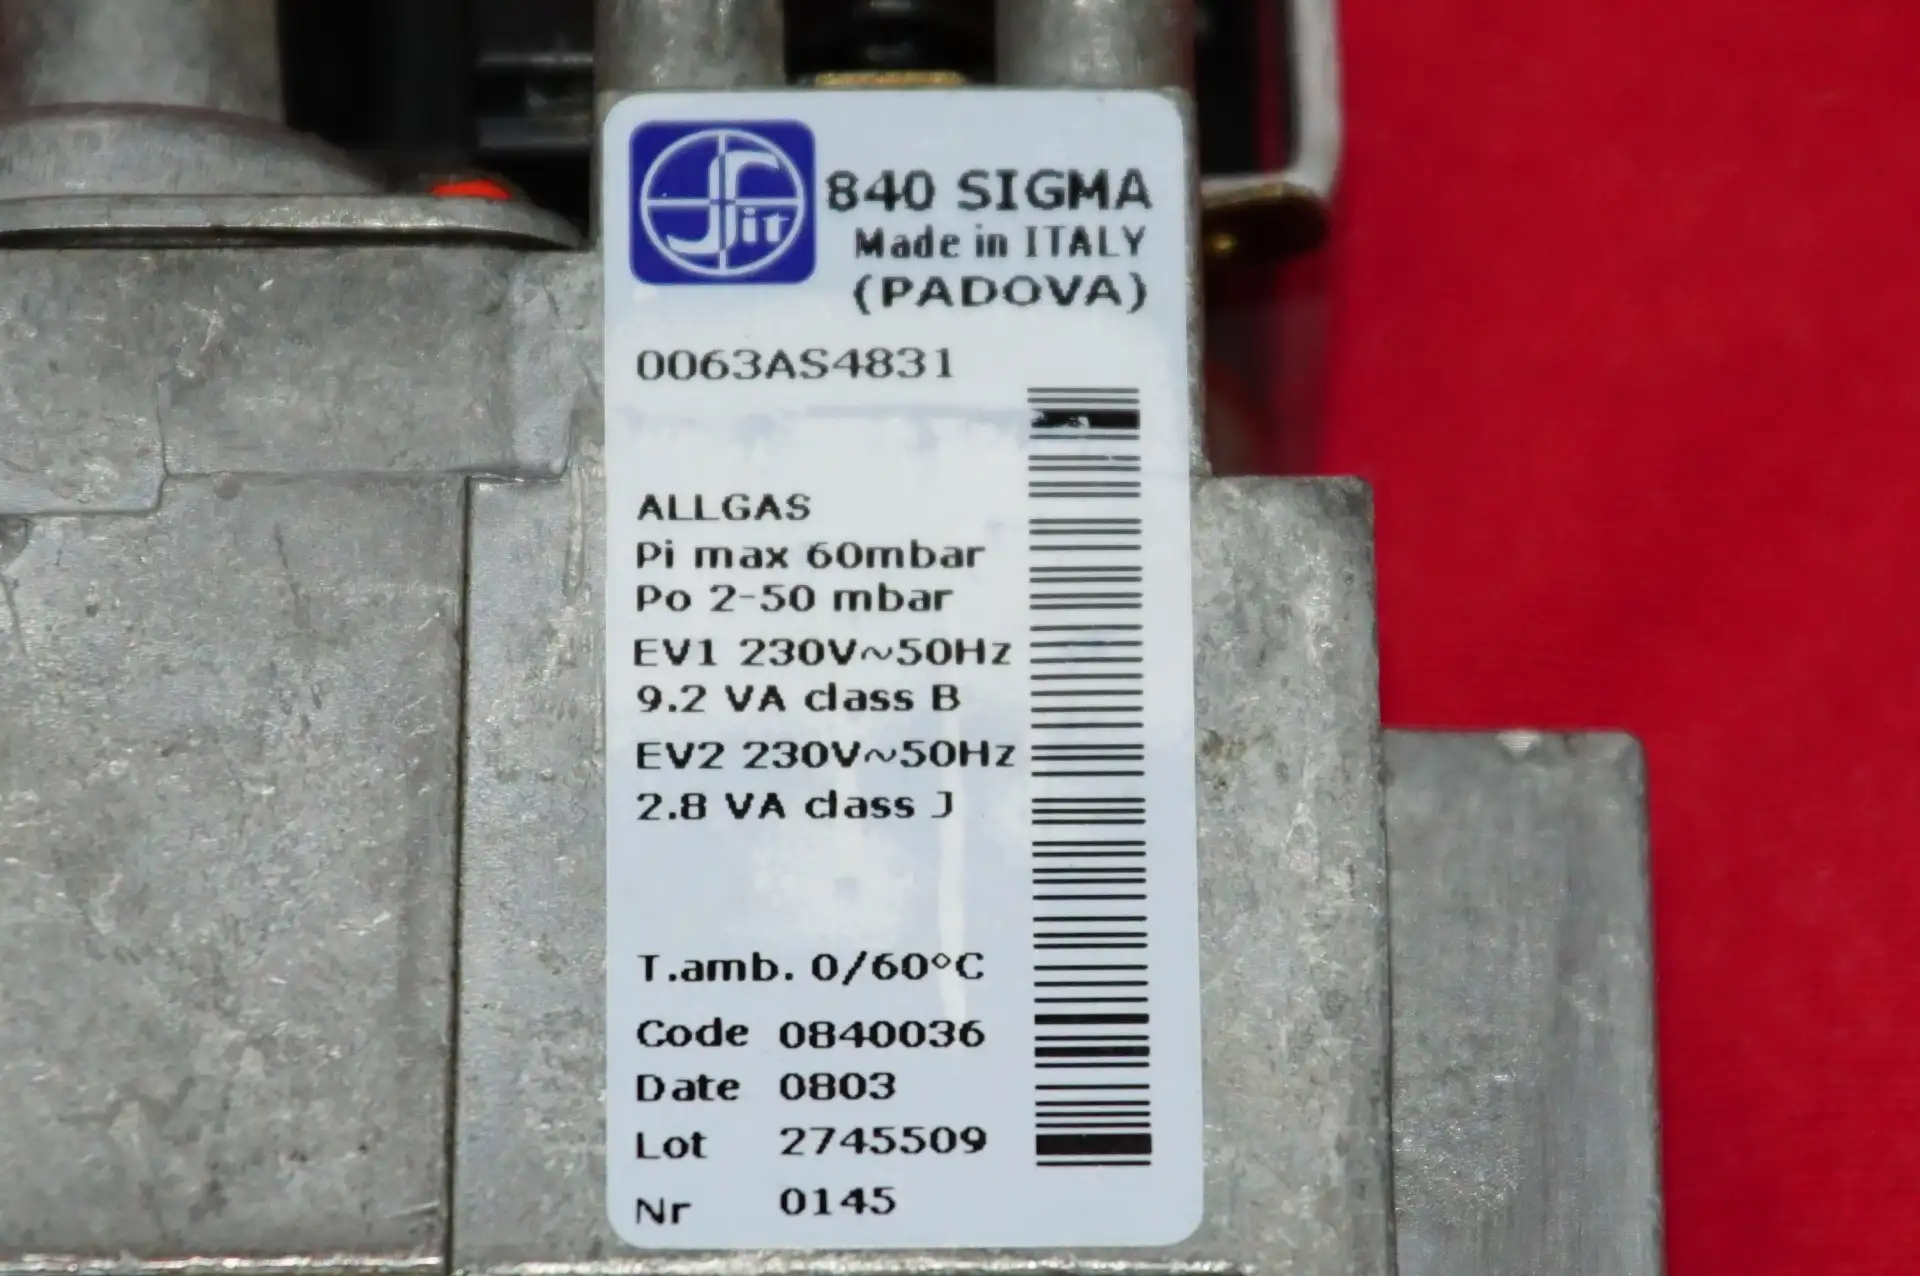 Sit
840 SIGMA
Made in ITALY
(PADOVA)
0063AS4831
ALLGAS
Pi max 60mbar
Po 2-50 mbar
EV1 230V~50Hz
9.2 VA class B
EV2 230V~50Hz
2.8 VA class J
T.amb. 0/60°C
Code 0840036
Date 0803
Lot 2745509
Nr 0145